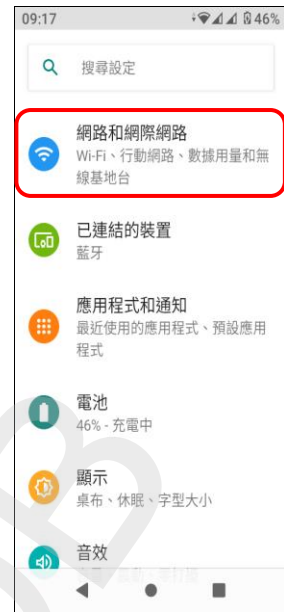 09:17
46%
搜尋設定
網路和網際網路
Wi-Fi、行動網路、數據用量和無
線基地台
已連結的裝置
藍牙
應用程式和通知
最近使用的應用程式、預設應用
程式
電池
46% - 充電中
顯示
桌布、休眠、字型大小
音效